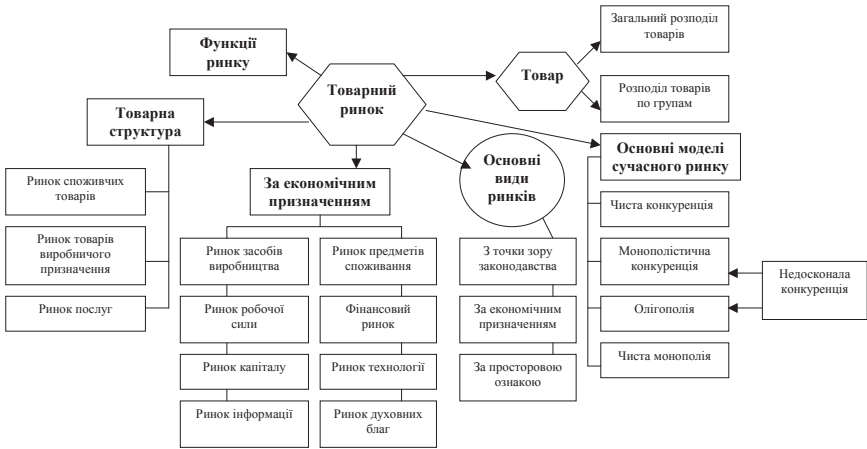 Функції
ринку
Товарний
ринок
Товар
Загальний розподіл
товарів
Розподіл товарів
по групам
Товарна
структура
Ринок споживчих
товарів
Ринок товарів
виробничого
призначення
Ринок послуг
За економічним
призначенням
Ринок засобів
виробництва
Ринок робочої
сили
Ринок капіталу
Ринок інформації
Ринок предметів
споживання
Фінансовий
ринок
Ринок технології
Ринок духовних
благ
Основні
види
ринків
З точки зору
законодавства
За економічним
призначенням
За просторовою
ознакою
Основні моделі
сучасного ринку
Чиста конкуренція
Монополістична
конкуренція
Олігополія
Чиста монополія
Недосконала
конкуренція